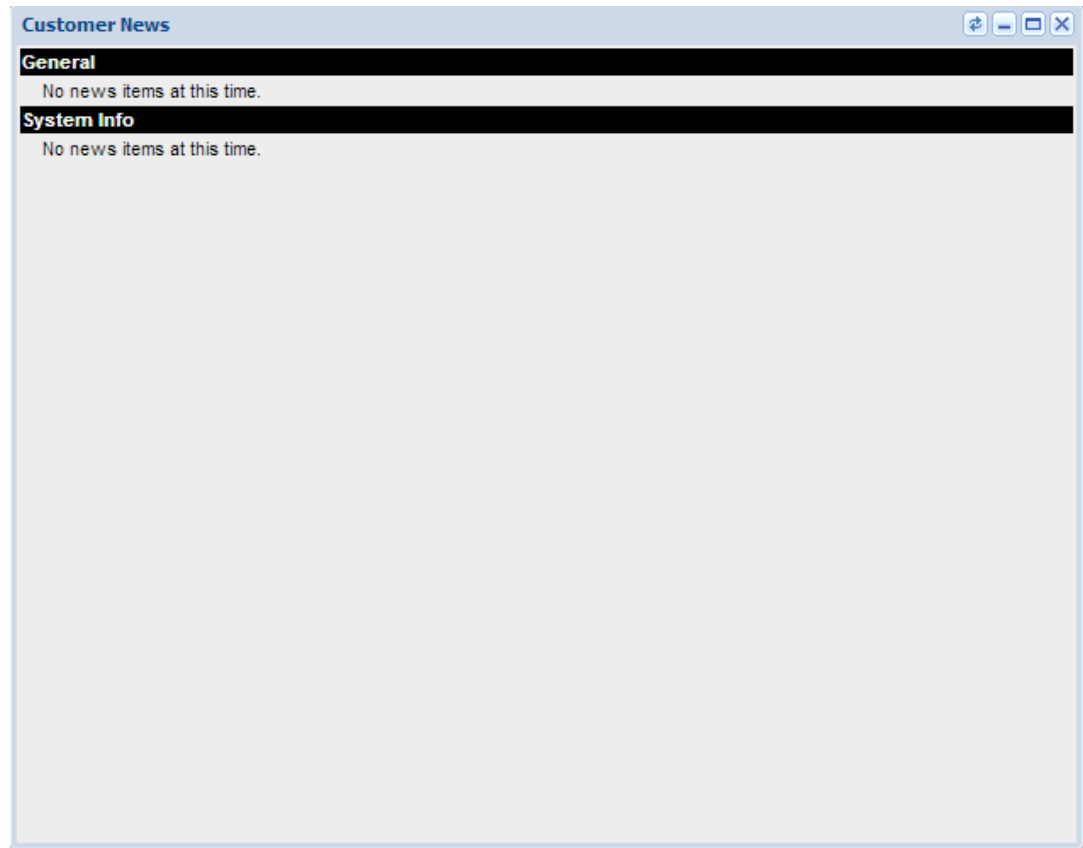 Customer News
General
No news items at this time.
System Info
No news items at this time.